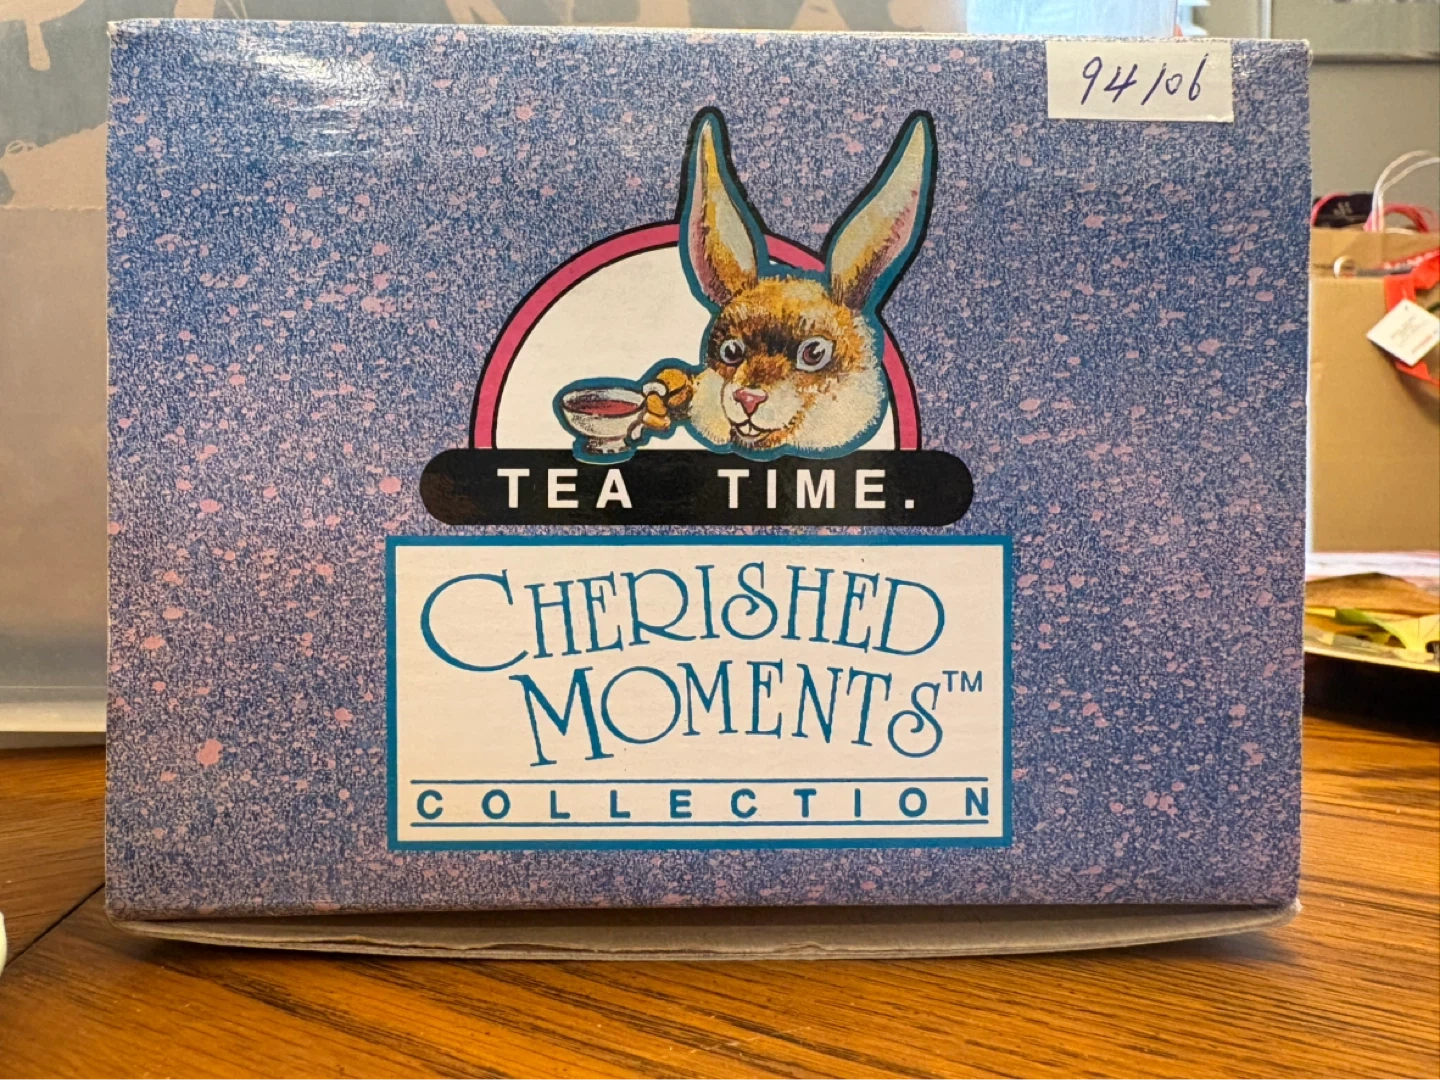 94/06
TEA TIME.
CHERISHED
MOMENTS™
COLLECTION